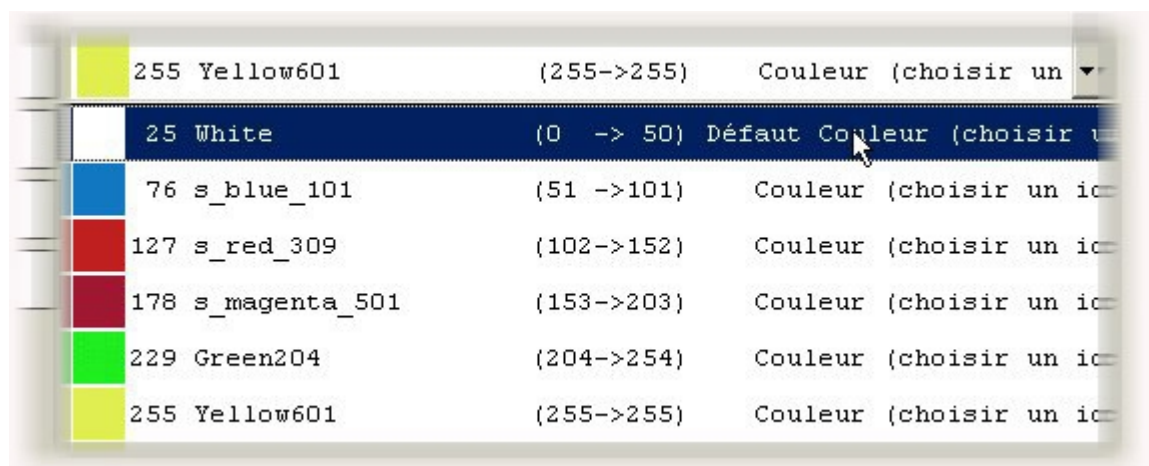 255 Yellow601 (255->255) Couleur (choisir un
25 White (0 -> 50) Défaut Couleur (choisir
76 s_blue_101 (51 ->101) Couleur (choisir un
127 s_red_309 (102->152) Couleur (choisir un
178 s_magenta_501 (153->203) Couleur (choisir un
229 Green204 (204->254) Couleur (choisir un
255 Yellow601 (255->255) Couleur (choisir un